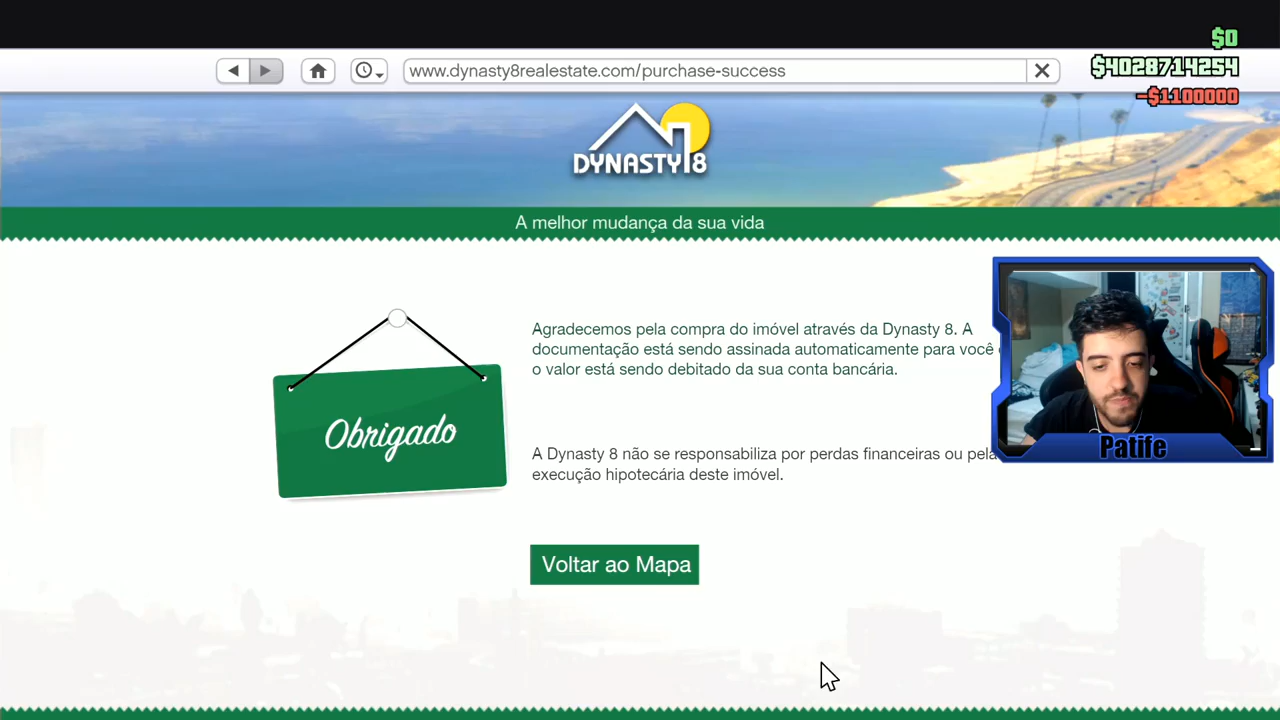 $0
www.dynasty8realestate.com/purchase-success
$4028714254
-$1100000
DYNASTY 8
A melhor mudança da sua vida
Agradecemos pela compra do imóvel através da Dynasty 8. A
documentação está sendo assinada automaticamente para você
o valor está sendo debitado da sua conta bancária.
Obrigado
A Dynasty 8 não se responsabiliza por perdas financeiras ou pela
execução hipotecária deste imóvel.
Patife
Voltar ao Mapa